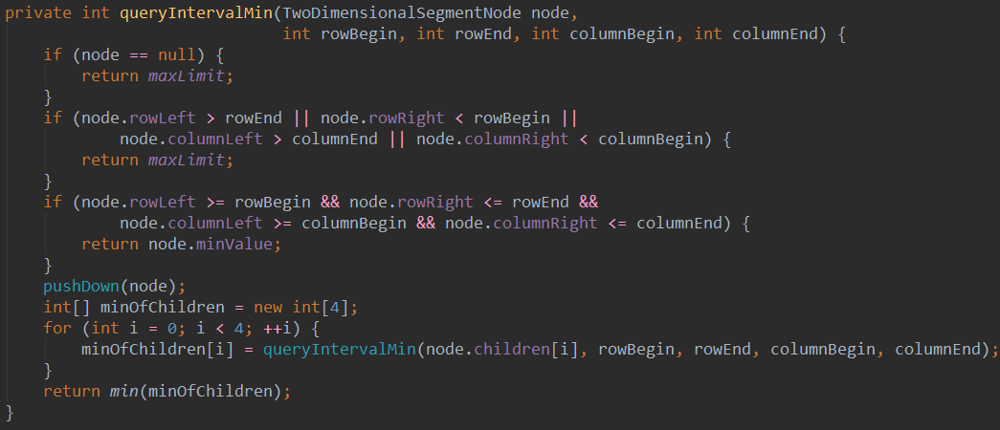 private int queryIntervalMin(TwoDimensionalSegmentNode node,
                             int rowBegin, int rowEnd, int columnBegin, int columnEnd) {
    if (node == null) {
        return maxLimit;
    }
    if (node.rowLeft > rowEnd || node.rowRight < rowBegin ||
            node.columnLeft > columnEnd || node.columnRight < columnBegin) {
        return maxLimit;
    }
    if (node.rowLeft >= rowBegin && node.rowRight <= rowEnd &&
            node.columnLeft >= columnBegin && node.columnRight <= columnEnd) {
        return node.minValue;
    }
    pushDown(node);
    int[] minOfChildren = new int[4];
    for (int i = 0; i < 4; ++i) {
        minOfChildren[i] = queryIntervalMin(node.children[i], rowBegin, rowEnd, columnBegin, columnEnd);
    }
    return min(minOfChildren);
}